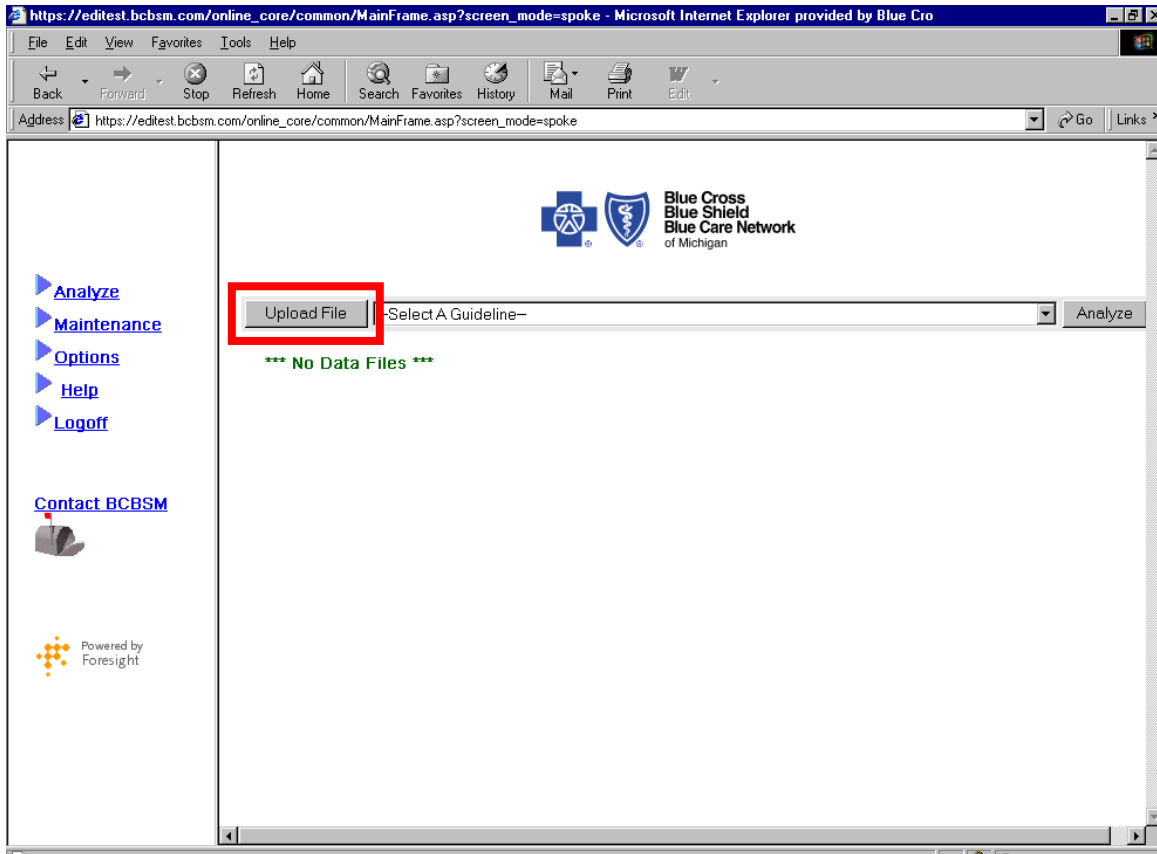 https://editest.bcbsm.com/online_core/common/MainFrame.asp?screen_mode=spoke - Microsoft Internet Explorer provided by Blue Cro
File Edit View Favorites Tools Help
Back Forward Stop Refresh Home Search Favorites History Mail Print Edit
Address https://editest.bcbsm.com/online_core/common/MainFrame.asp?screen_mode=spoke Go Links
Blue Cross
Blue Shield
Blue Care Network
of Michigan
Analyze
Maintenance
Options
Help
Logoff
Upload File -Select A Guideline- Analyze
*** No Data Files ***
Contact BCBSM
Powered by
Foresight